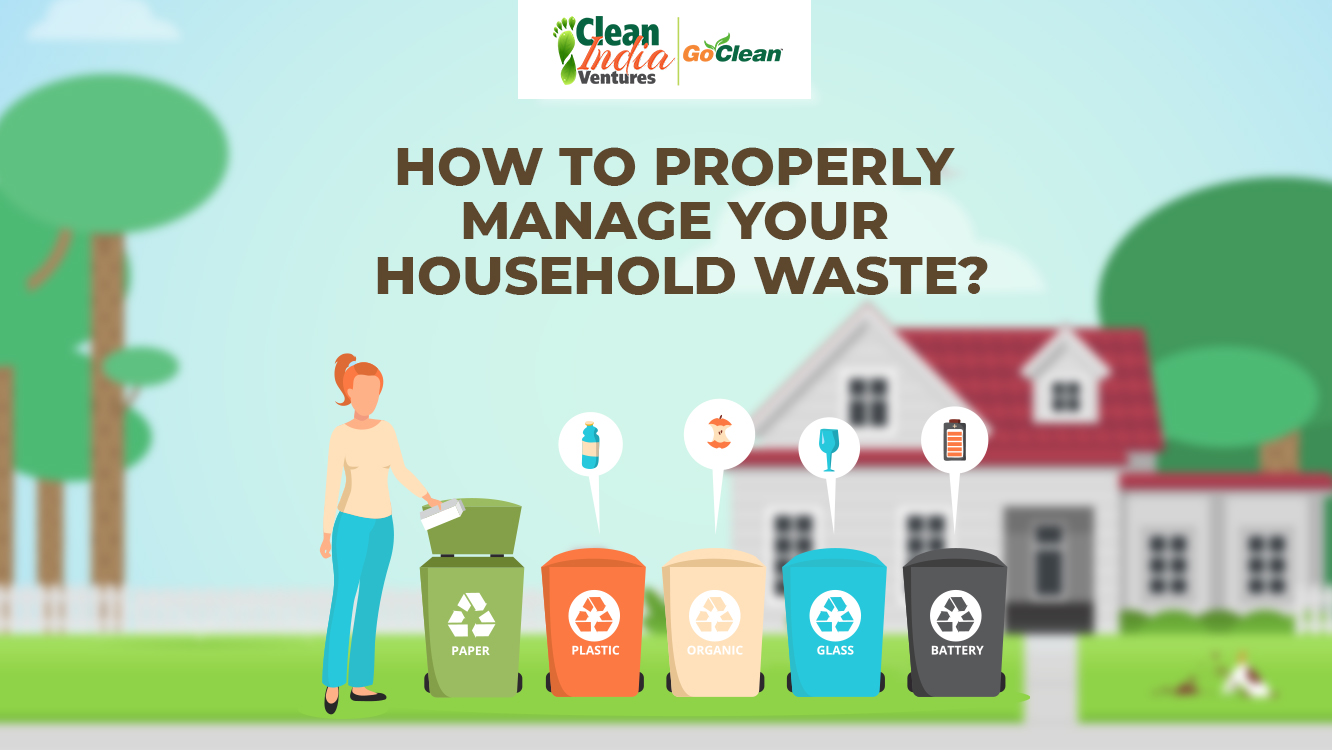 Clean
India
Ventures
GoClean
HOW TO PROPERLY
MANAGE YOUR
HOUSEHOLD WASTE?
PAPER
PLASTIC
ORGANIC
GLASS
BATTERY